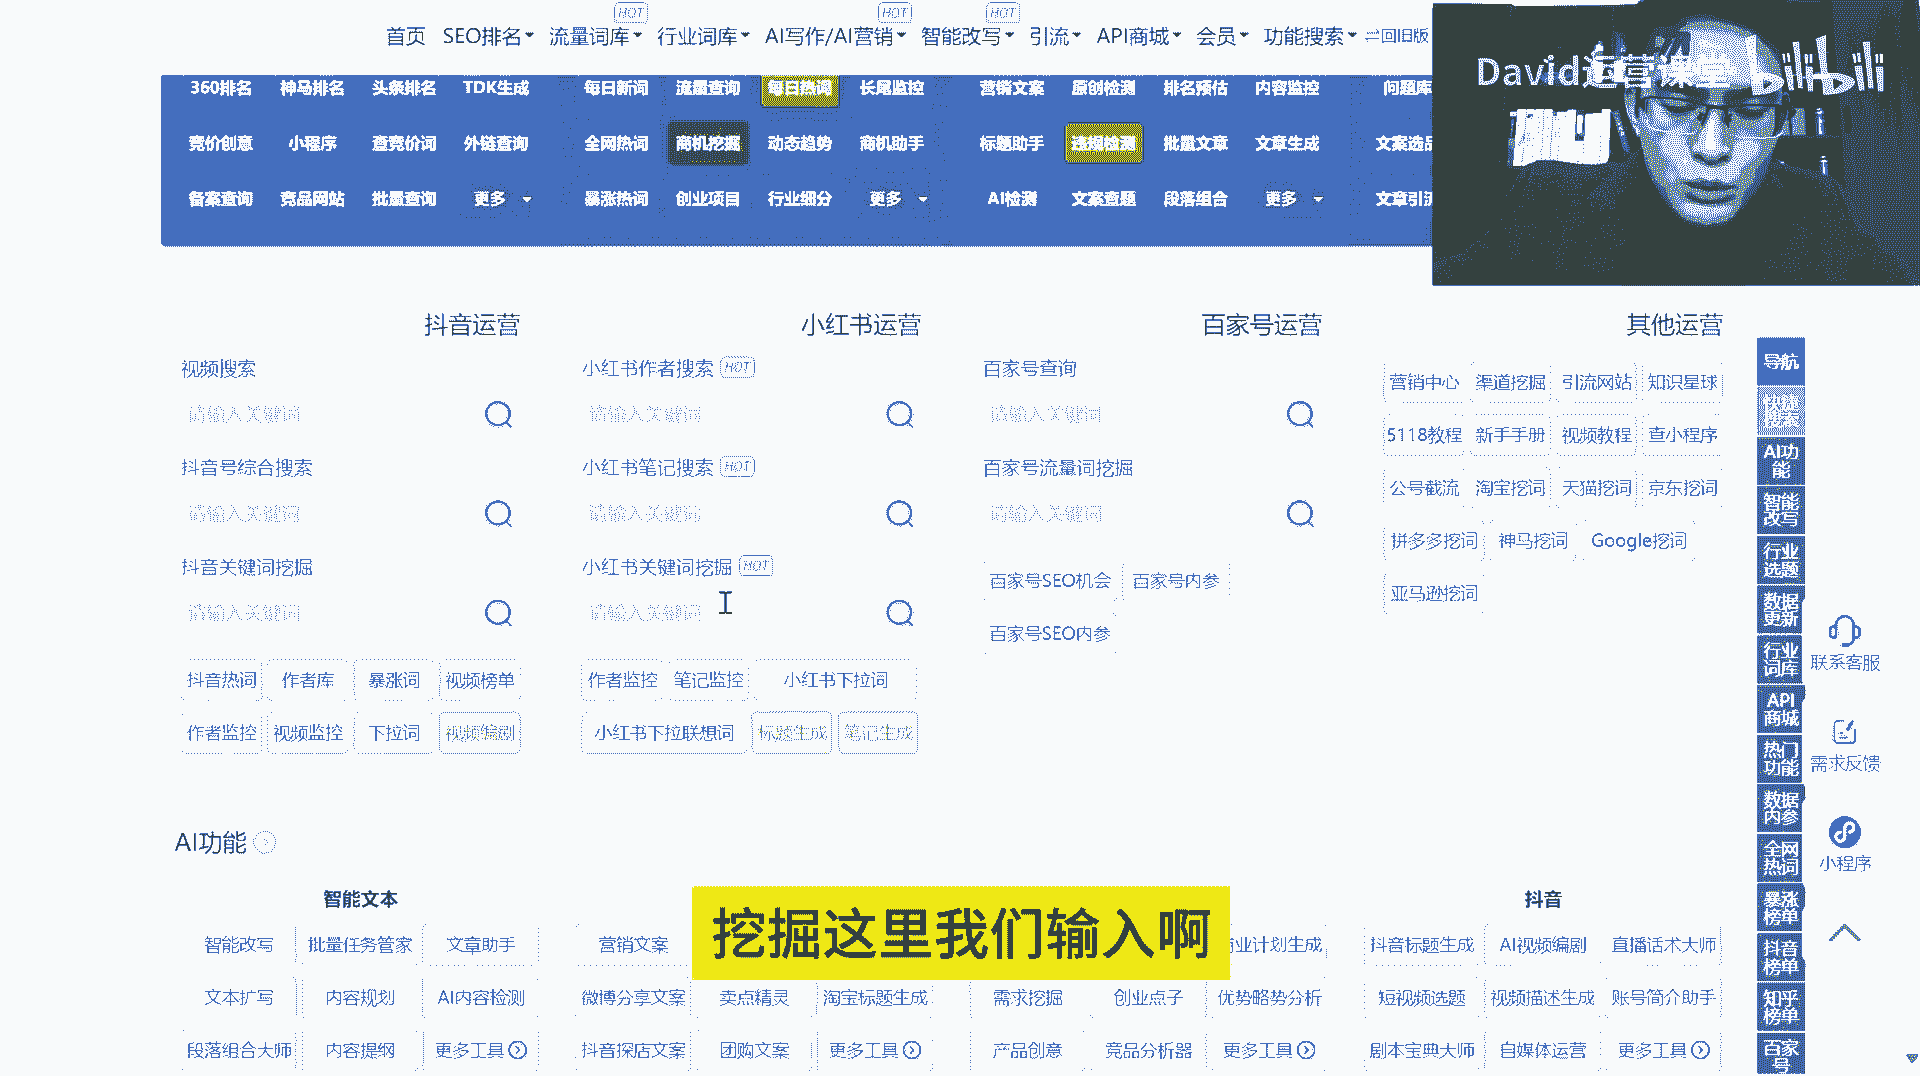 HOT HOT HOT
首页 SEO排名 流量词库 行业词库 AI写作/AI营销 智能改写 引流 API商城 会员 功能搜索 回旧版
David运营课堂 bilibili
360排名 神马排名 头条排名 TDK生成 每日新词 流量查询 每日热词 长尾监控 营销文案 原创检测 排名预估 内容监控 问题库
竞价创意 小程序 查竞价词 外链查询 全网热词 商机挖掘 动态趋势 商机助手 标题助手 违规检测 批量文章 文章生成 文案选品
备案查询 竞品网站 批量查询 更多 暴涨热词 创业项目 行业细分 更多 AI检测 文案查题 段落组合 更多 文章引流
抖音运营 小红书运营 百家号运营 其他运营
视频搜索 小红书作者搜索 HOT 百家号查询
营销中心 渠道挖掘 引流网站 知识星球
请输入关键词 请输入关键词 请输入关键词
5118教程 新手手册 视频教程 查小程序
抖音号综合搜索 小红书笔记搜索 HOT 百家号流量词挖掘
公号截流 淘宝挖词 天猫挖词 京东挖词
请输入关键词 请输入关键词 请输入关键词
拼多多挖词 神马挖词 Google挖词
抖音关键词挖掘 小红书关键词挖掘 HOT
百家号SEO机会 百家号内参
亚马逊挖词
请输入关键词 请输入关键词
百家号SEO内参
抖音热词 作者库 暴涨词 视频榜单 作者监控 笔记监控 小红书下拉词
作者监控 视频监控 下拉词 视频编剧 小红书下拉联想词 标题生成 笔记生成
AI功能
智能文本 抖音
智能改写 批量任务管家 文章助手 营销文案 商业计划生成 抖音标题生成 AI视频编剧 直播话术大师
挖掘这里我们输入啊
文本扩写 内容规划 AI内容检测 微博分享文案 卖点精灵 淘宝标题生成 需求挖掘 创业点子 优势略势分析 短视频选题 视频描述生成 账号简介助手
段落组合大师 内容提纲 更多工具 抖音探店文案 团购文案 更多工具 产品创意 竞品分析器 更多工具 剧本宝典大师 自媒体运营 更多工具
导航
快捷
搜索
AI功
能
智能
改写
行业
选题
数据
更新
行业
词库
API
商城
热门
功能
数据
内参
全网
热词
暴涨
榜单
抖音
榜单
知乎
榜单
百家
号
联系客服
需求反馈
小程序